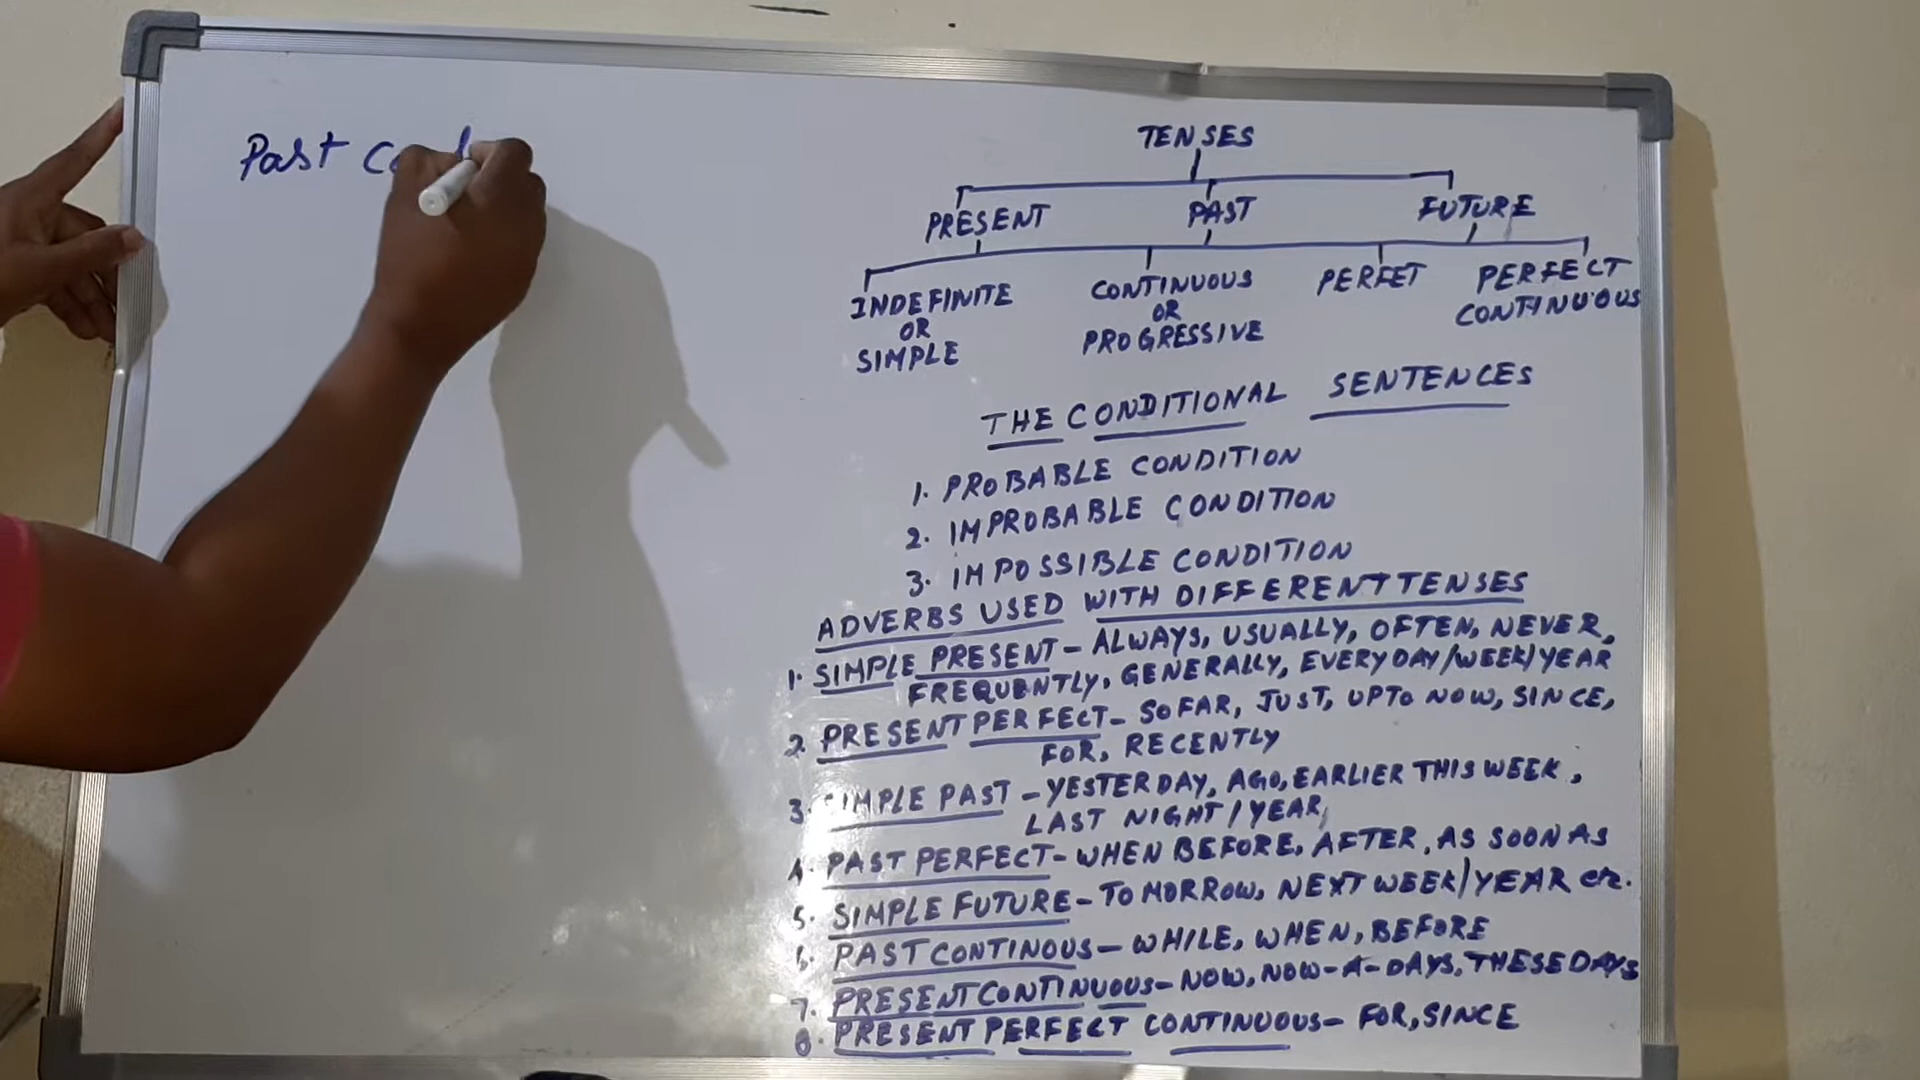 Past
TENSES
PRESENT PAST FUTURE
INDEFINITE OR SIMPLE
CONTINUOUS OR PROGRESSIVE
PERFET
PERFECT CONTINUOUS
THE CONDITIONAL SENTENCES
1. PROBABLE CONDITION
2. IMPROBABLE CONDITION
3. IMPOSSIBLE CONDITION
ADVERBS USED WITH DIFFERENT TENSES
1. SIMPLE PRESENT - ALWAYS, USUALLY, OFTEN, NEVER,
FREQUENTLY, GENERALLY, EVERYDAY/WEEK/YEAR
2. PRESENT PERFECT - SO FAR, JUST, UPTO NOW, SINCE,
FOR, RECENTLY
3. SIMPLE PAST - YESTERDAY, AGO, EARLIER THIS WEEK,
LAST NIGHT/YEAR,
4. PAST PERFECT - WHEN BEFORE, AFTER, AS SOON AS
5. SIMPLE FUTURE - TOMORROW, NEXT WEEK/YEAR etc.
6. PAST CONTINOUS - WHILE, WHEN, BEFORE
7. PRESENT CONTINUOUS - NOW, NOW-A-DAYS, THESE DAYS
8. PRESENT PERFECT CONTINUOUS - FOR, SINCE